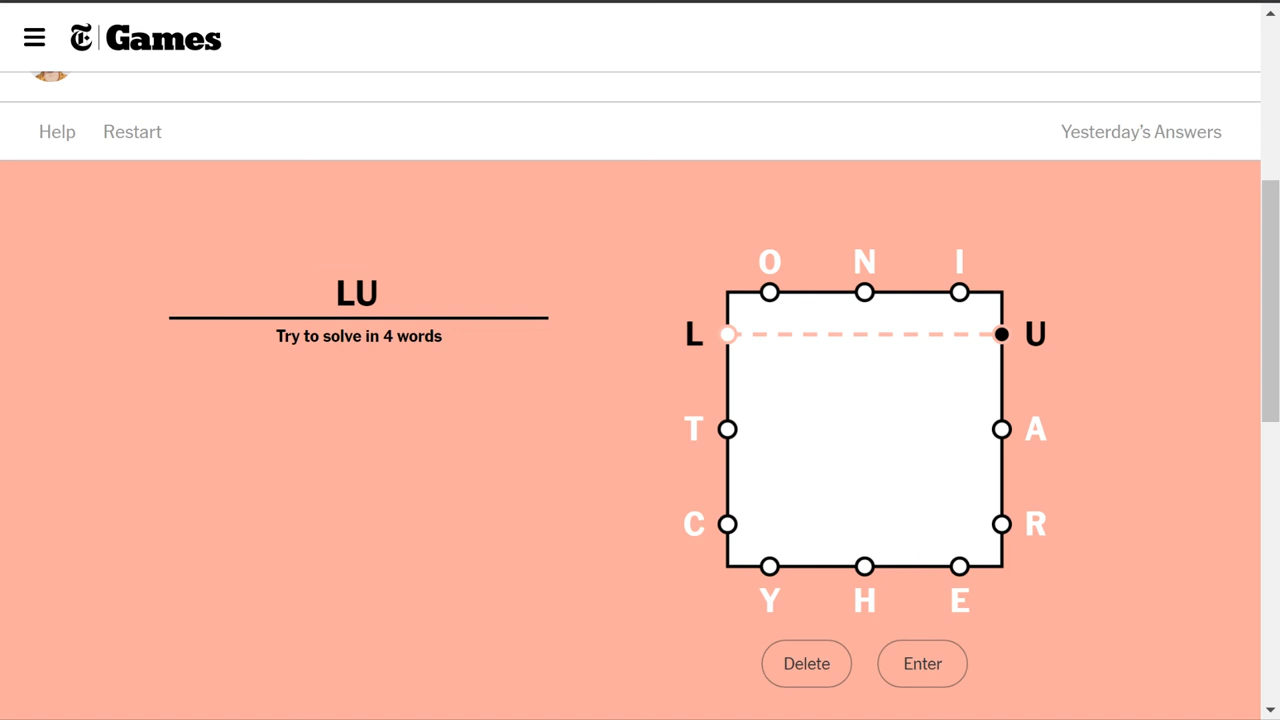 T Games
Help Restart Yesterday's Answers
LU
Try to solve in 4 words
O N I
L U
T A
C R
Y H E
Delete Enter